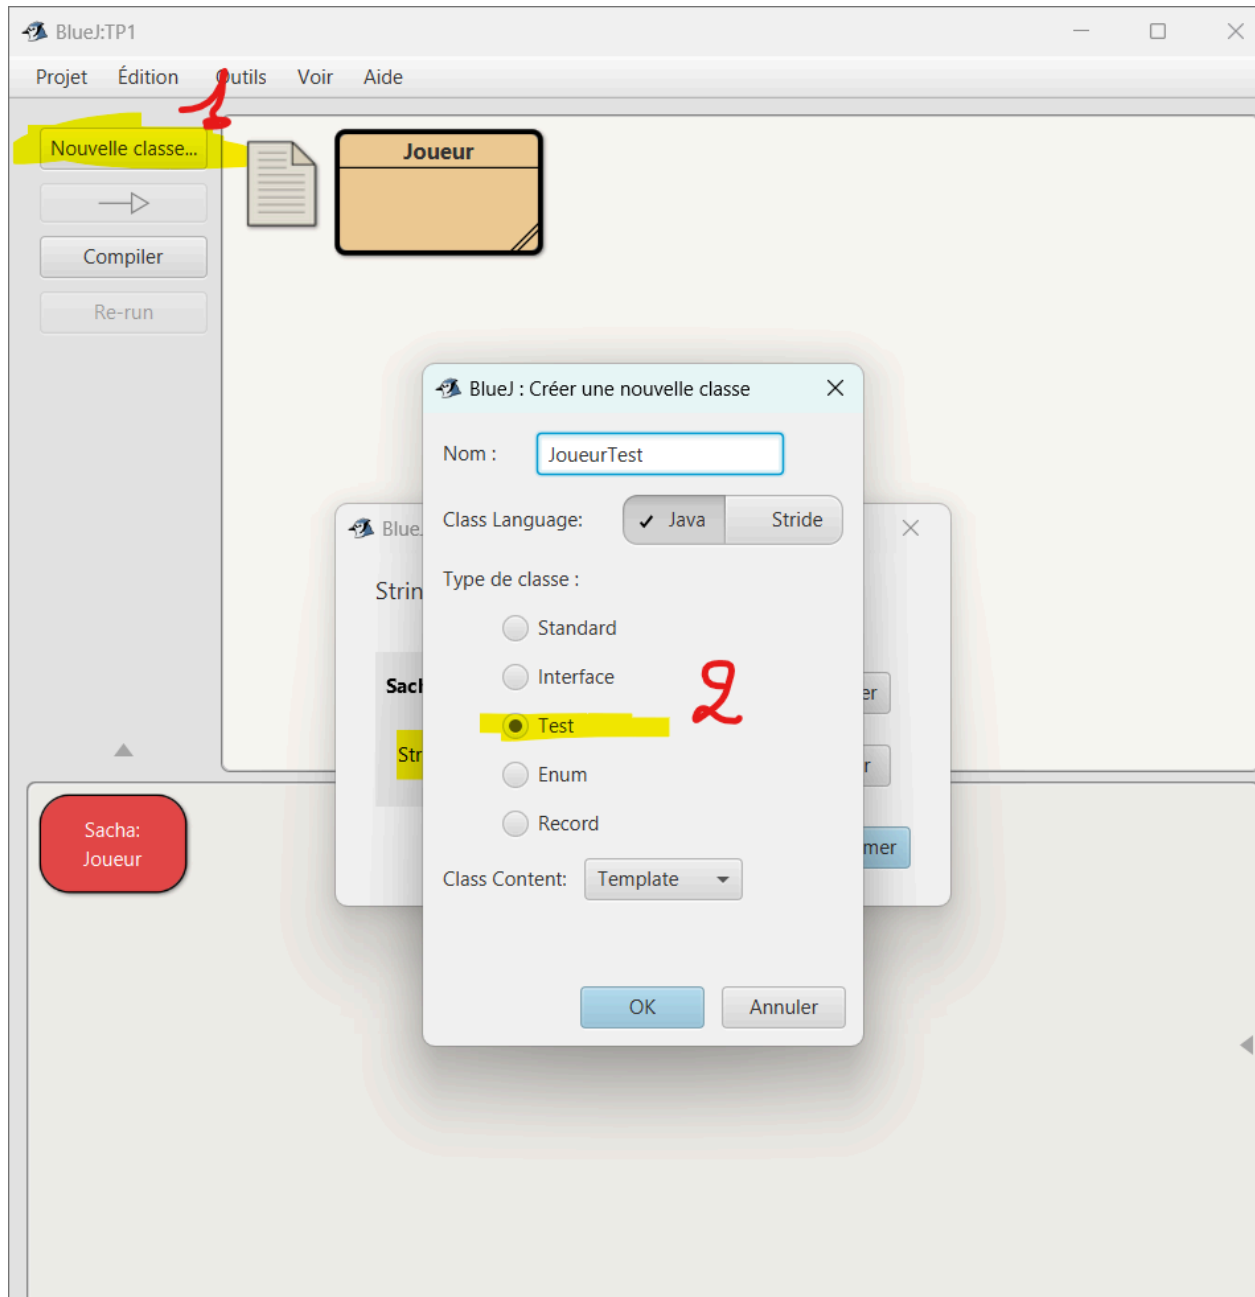 BlueJ:TP1
Projet Édition Outils Voir Aide
1
Nouvelle classe...
Joueur
Compiler
Re-run
BlueJ : Créer une nouvelle classe
Nom : JoueurTest
Class Language: Java Stride
Type de classe :
Standard
Interface
Test
2
Enum
Record
Class Content: Template
OK Annuler
Sacha:
Joueur